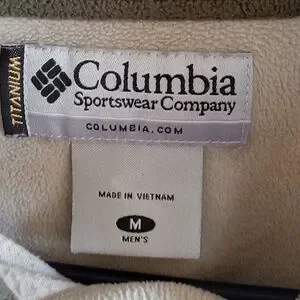 TITANIUM
Columbia
Sportswear Company
COLUMBIA.COM
MADE IN VIETNAM
M
MEN'S